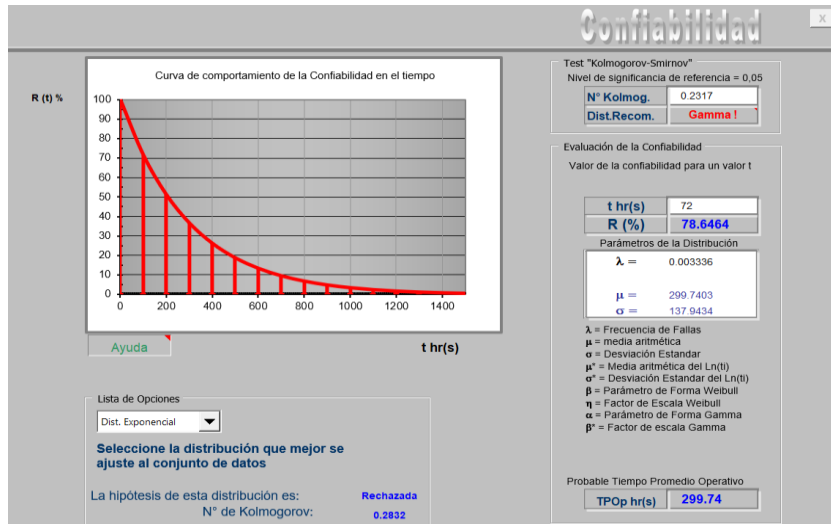 Confiabilidad
X
Curva de comportamiento de la Confiabilidad en el tiempo
R (t) %
100
90
80
70
60
50
40
30
20
10
0
0 200 400 600 800 1000 1200 1400
Ayuda
t hr(s)
Lista de Opciones
Dist. Exponencial
Seleccione la distribución que mejor se
ajuste al conjunto de datos
La hipótesis de esta distribución es: Rechazada
N° de Kolmogorov: 0.2832
Test "Kolmogorov-Smirnov"
Nivel de significancia de referencia = 0,05
N° Kolmog. 0.2317
Dist.Recom. Gamma !
Evaluación de la Confiabilidad
Valor de la confiabilidad para un valor t
t hr(s) 72
R (%) 78.6464
Parámetros de la Distribución
λ = 0.003336
μ = 299.7403
σ = 137.9434
λ = Frecuencia de Fallas
μ = media aritmética
σ = Desviación Estandar
μ* = Media aritmética del Ln(ti)
σ* = Desviación Estandar del Ln(ti)
β = Parámetro de Forma Weibull
η = Factor de Escala Weibull
α = Parámetro de Forma Gamma
β* = Factor de escala Gamma
Probable Tiempo Promedio Operativo
TPOp hr(s) 299.74